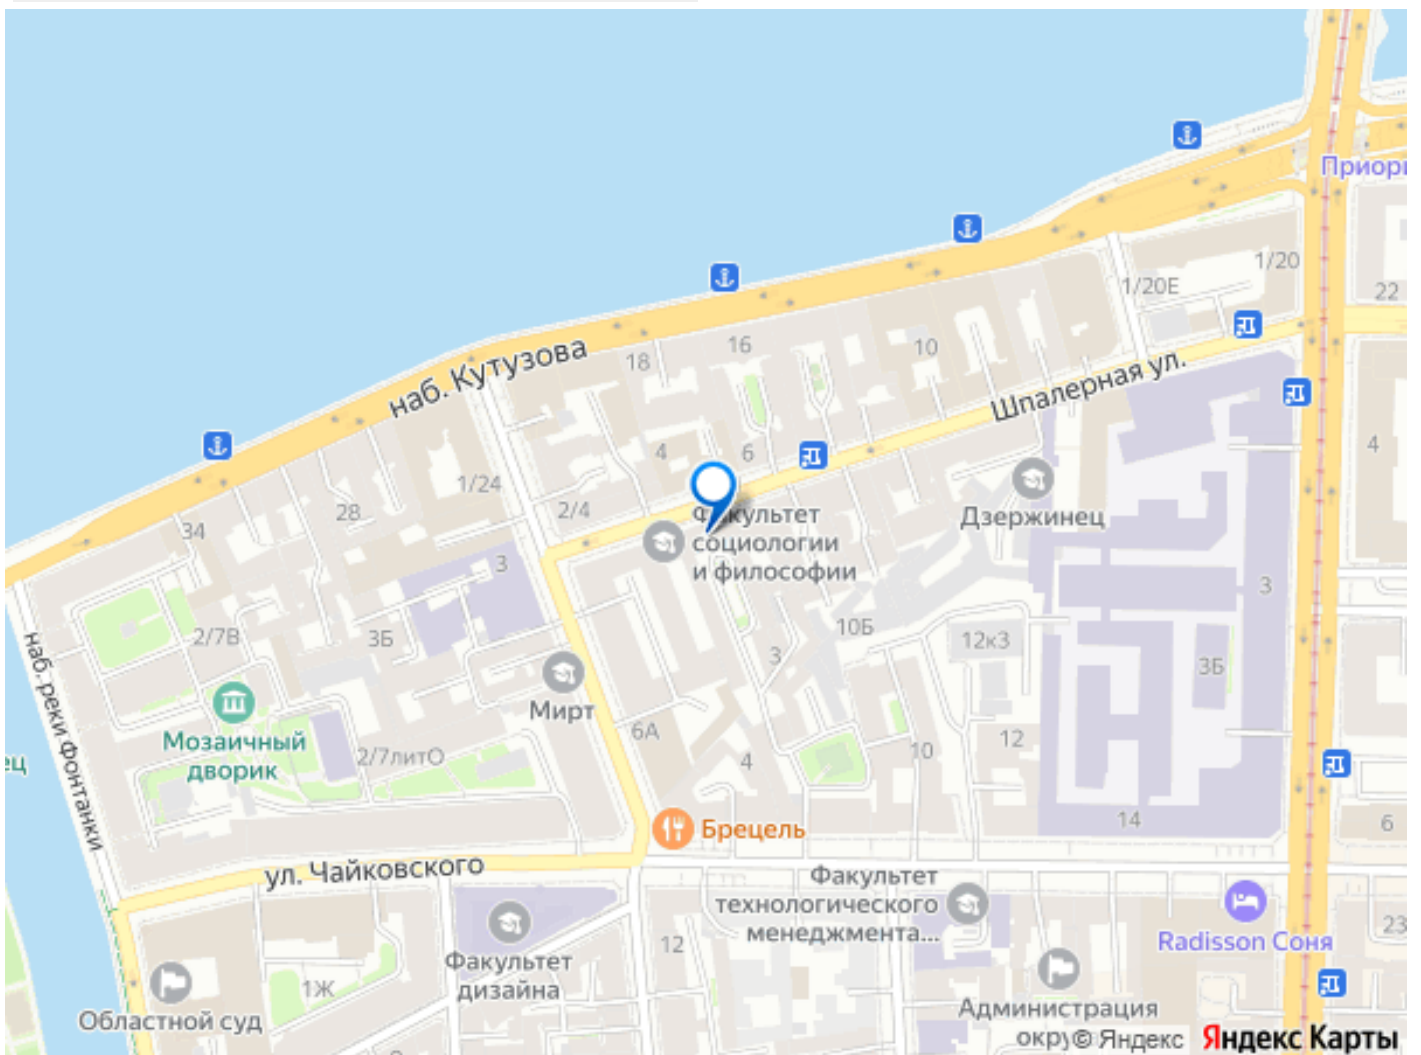 Приори
1/20
1/20Е
22
16
18
10
наб. Кутузова
Шпалерная ул.
4
6
4
1/24
2/4
28
34
Факультет
социологии
и философии
Дзержинец
3
3
2/7В
3Б
10Б
12к3
3
3Б
наб. реки Фонтанки
Мирт
6А
Мозаичный
дворик
2/7литО
4
10
12
ец
14
6
Брецель
ул. Чайковского
Факультет
технологического
менеджмента...
23
12
Radisson Соня
Факультет
дизайна
1Ж
Областной суд
Администрация
окру
© Яндекс
Яндекс Карты